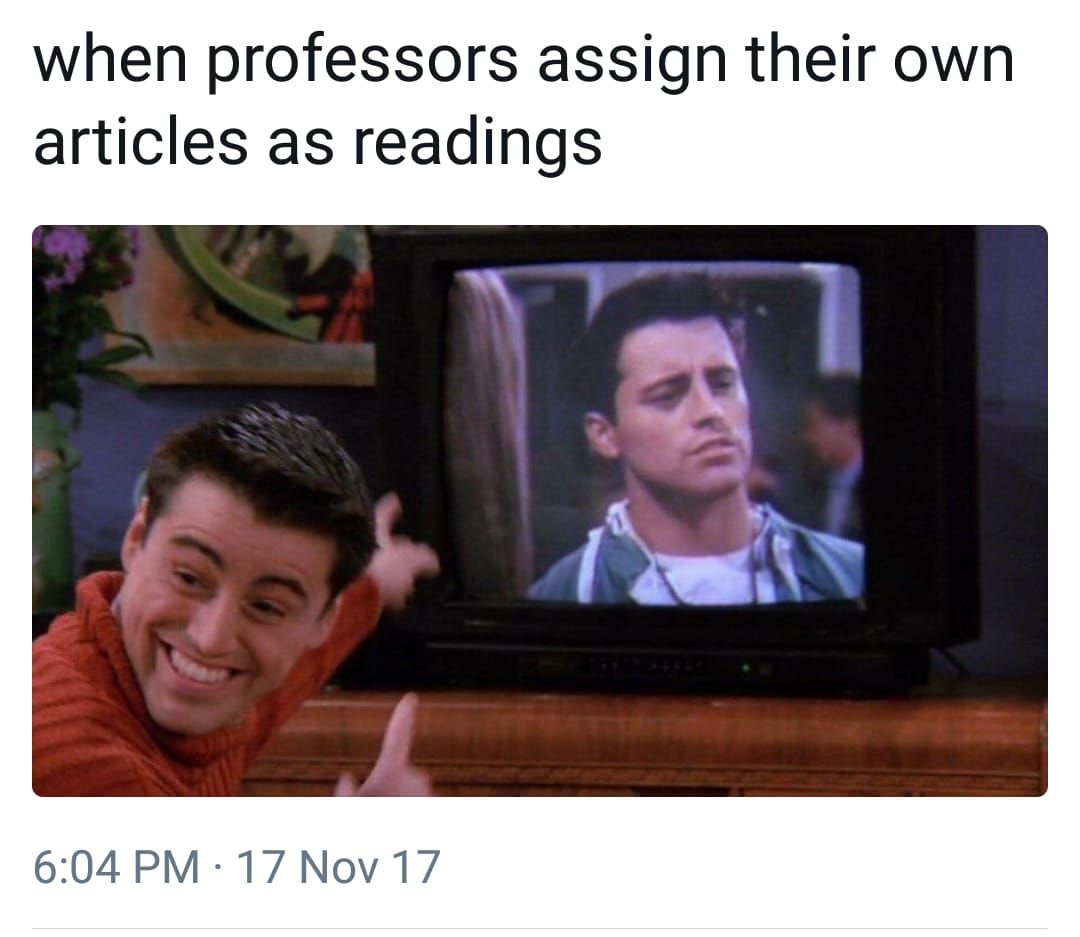 when professors assign their own
articles as readings
6:04 PM · 17 Nov 17